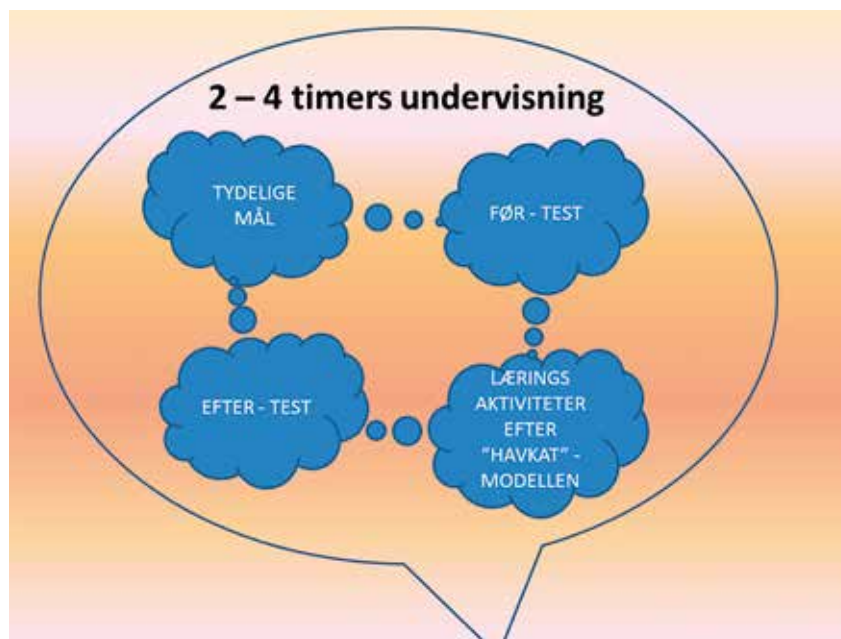 2 – 4 timers undervisning
TYDELIGE
MÅL
FØR - TEST
EFTER - TEST
LÆRINGS
AKTIVITETER
EFTER
"HAVKAT" -
MODELLEN